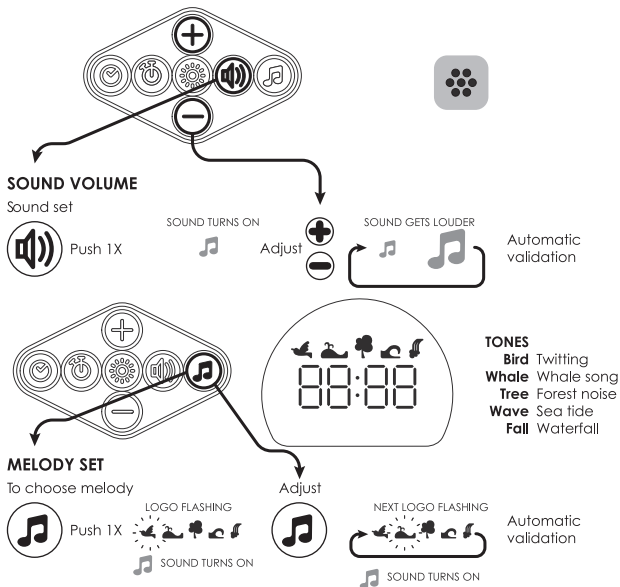 SOUND VOLUME
Sound set
Push 1X
SOUND TURNS ON
Adjust
SOUND GETS LOUDER
Automatic
validation
88:88
TONES
Bird Twitting
Whale Whale song
Tree Forest noise
Wave Sea tide
Fall Waterfall
MELODY SET
To choose melody
Push 1X
LOGO FLASHING
SOUND TURNS ON
Adjust
NEXT LOGO FLASHING
SOUND TURNS ON
Automatic
validation